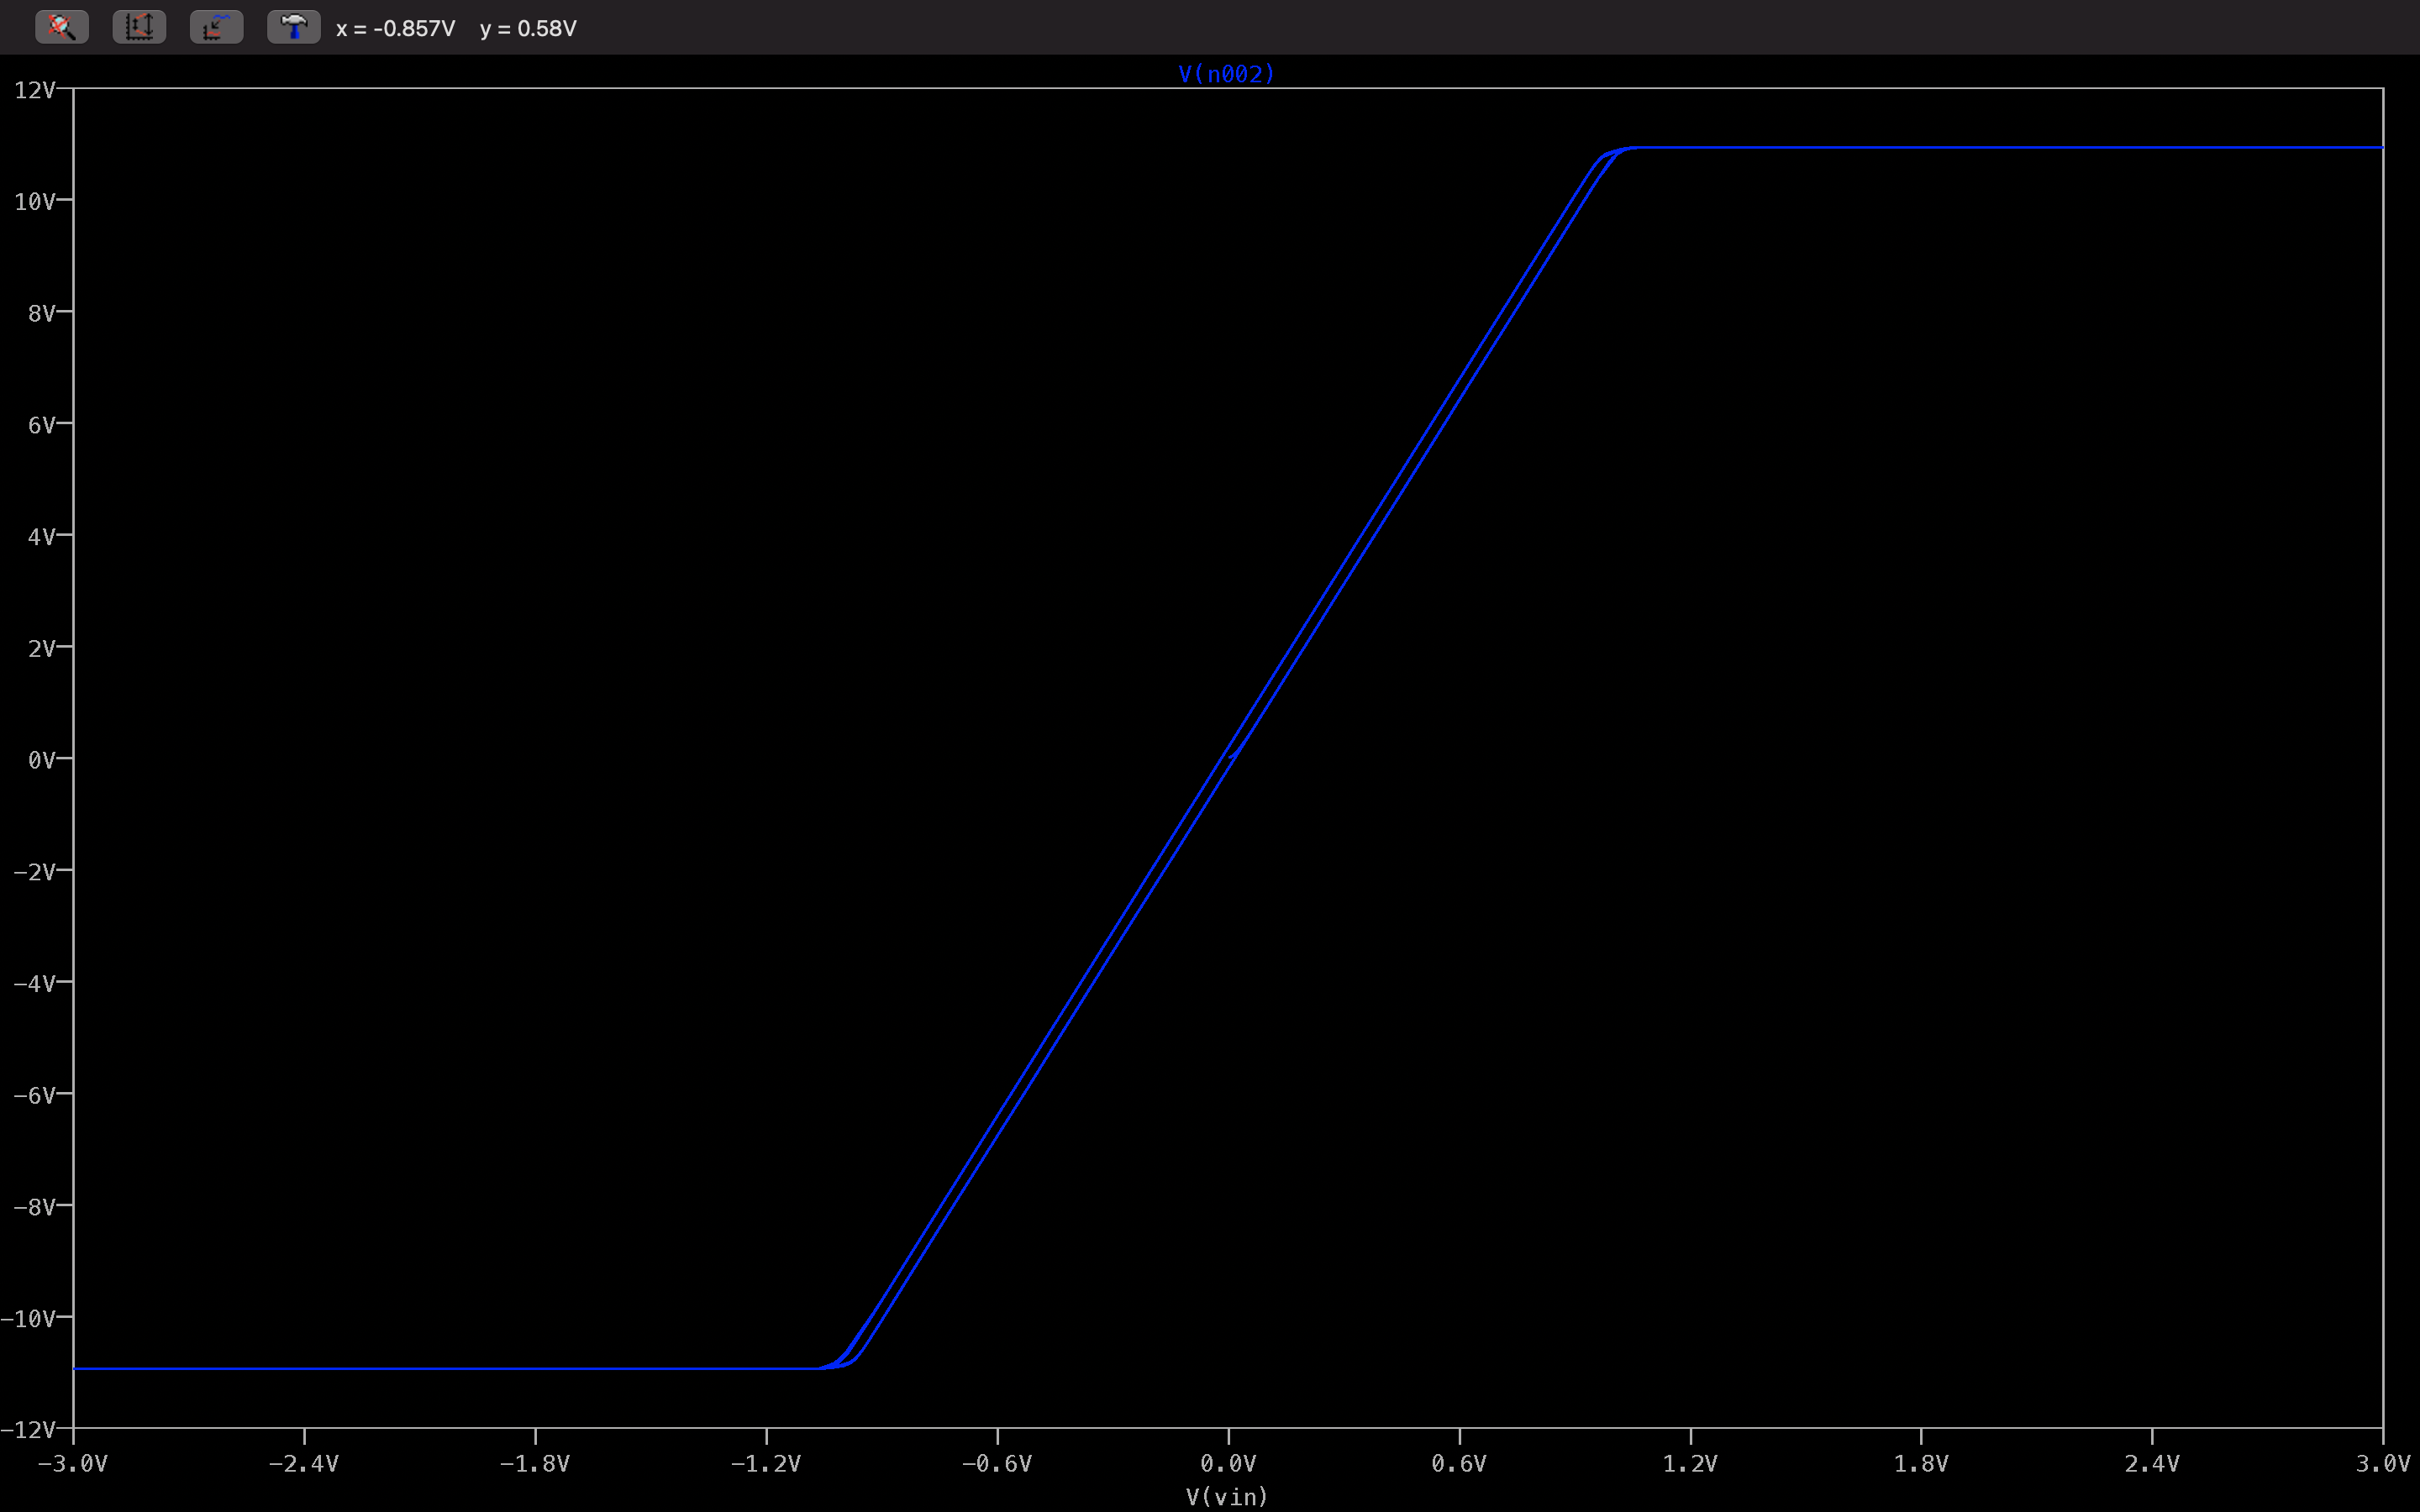 x = -0.857V y = 0.58V
V(n002)
12V
10V
8V
6V
4V
2V
0V
−2V
−4V
−6V
−8V
−10V
−12V
−3.0V −2.4V −1.8V −1.2V −0.6V 0.0V 0.6V 1.2V 1.8V 2.4V 3.0V
V(vin)